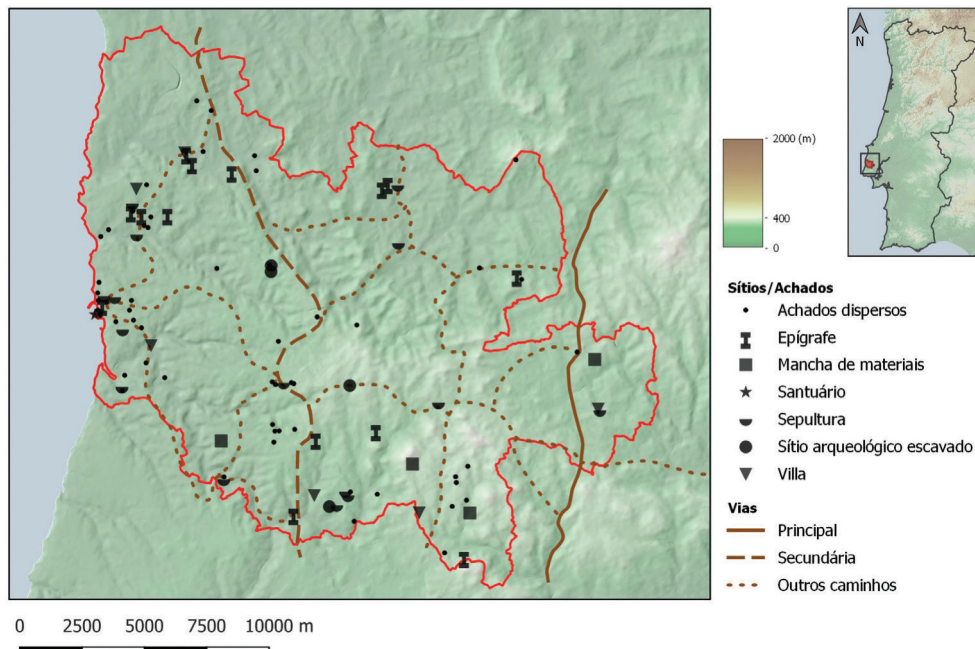 N
2000 (m)
400
0
Sítios/Achados
Achados dispersos
Epígrafe
Mancha de materiais
Santuário
Sepultura
Sítio arqueológico escavado
Villa
Vias
Principal
Secundária
Outros caminhos
0 2500 5000 7500 10000 m